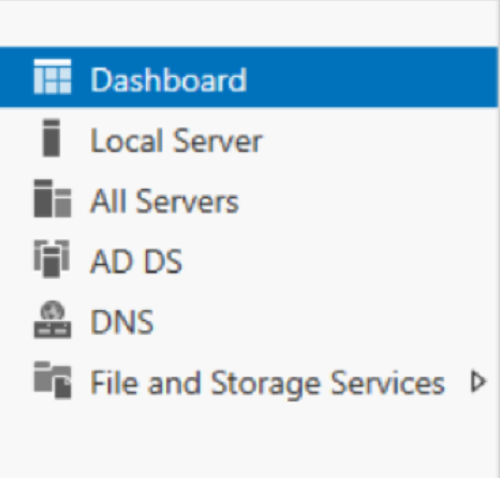 Dashboard
Local Server
All Servers
AD DS
DNS
File and Storage Services